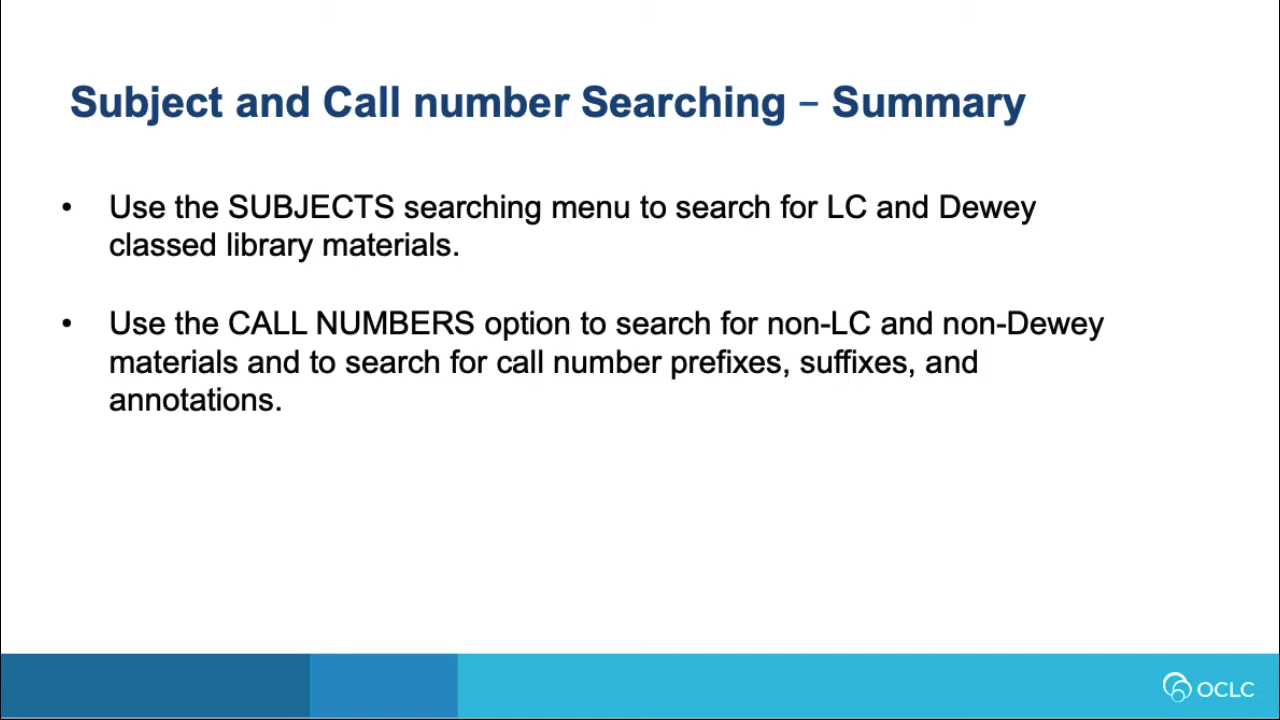 Subject and Call number Searching – Summary
• Use the SUBJECTS searching menu to search for LC and Dewey
classed library materials.
• Use the CALL NUMBERS option to search for non-LC and non-Dewey
materials and to search for call number prefixes, suffixes, and
annotations.
OCLC